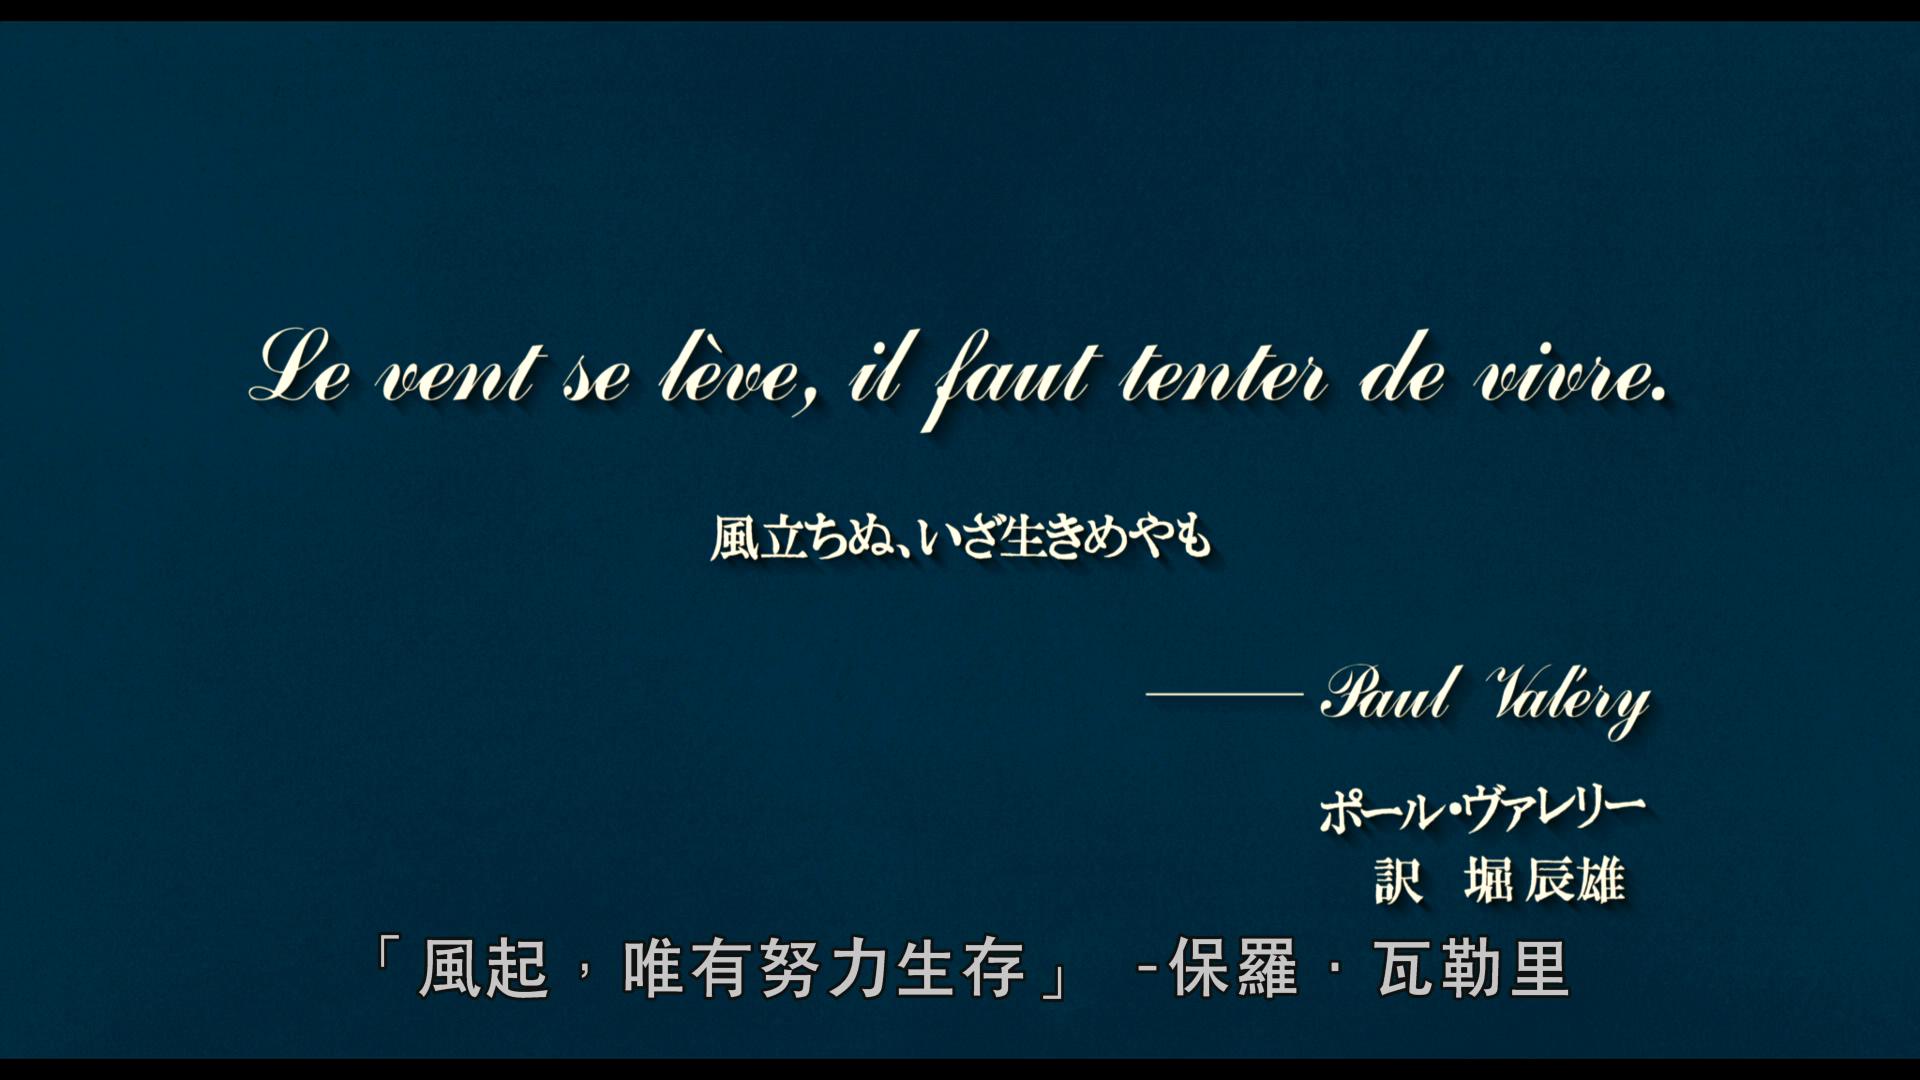 Le vent se lève, il faut tenter de vivre.
風立ちぬ、いざ生きめやも
——Paul Valéry
ポール・ヴァレリー
訳 堀 辰雄
「風起，唯有努力生存」 -保羅．瓦勒里